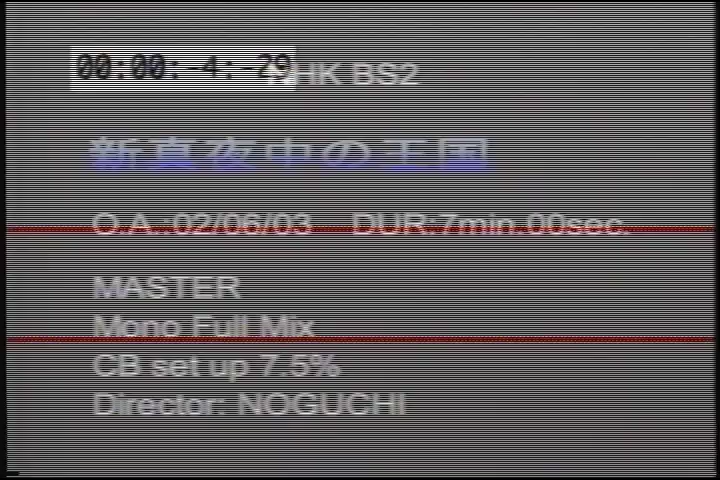 00:00:-4:-29
NHK BS2
新真夜中の王国
O.A.:02/06/03 DUR:7min.00sec.
MASTER
Mono Full Mix
CB set up 7.5%
Director: NOGUCHI